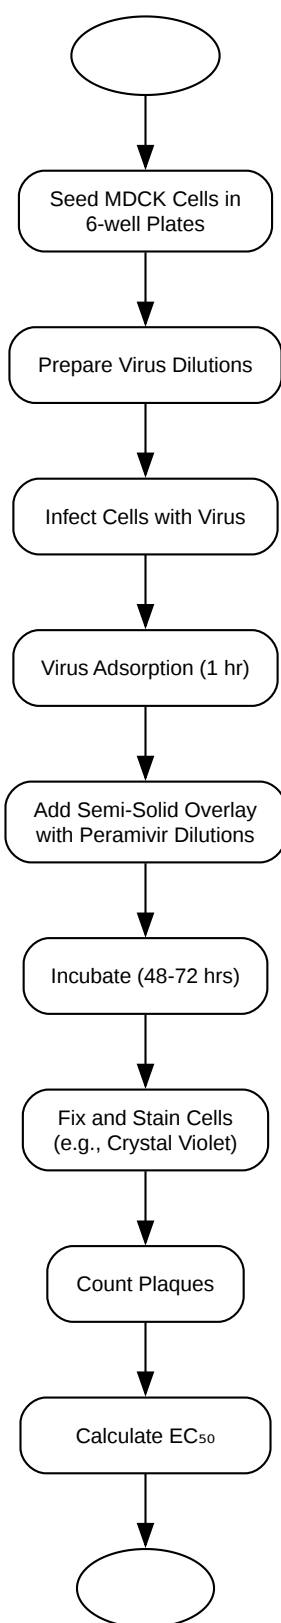 Seed MDCK Cells in
6-well Plates
Prepare Virus Dilutions
Infect Cells with Virus
Virus Adsorption (1 hr)
Add Semi-Solid Overlay
with Peramivir Dilutions
Incubate (48-72 hrs)
Fix and Stain Cells
(e.g., Crystal Violet)
Count Plaques
Calculate EC₅₀